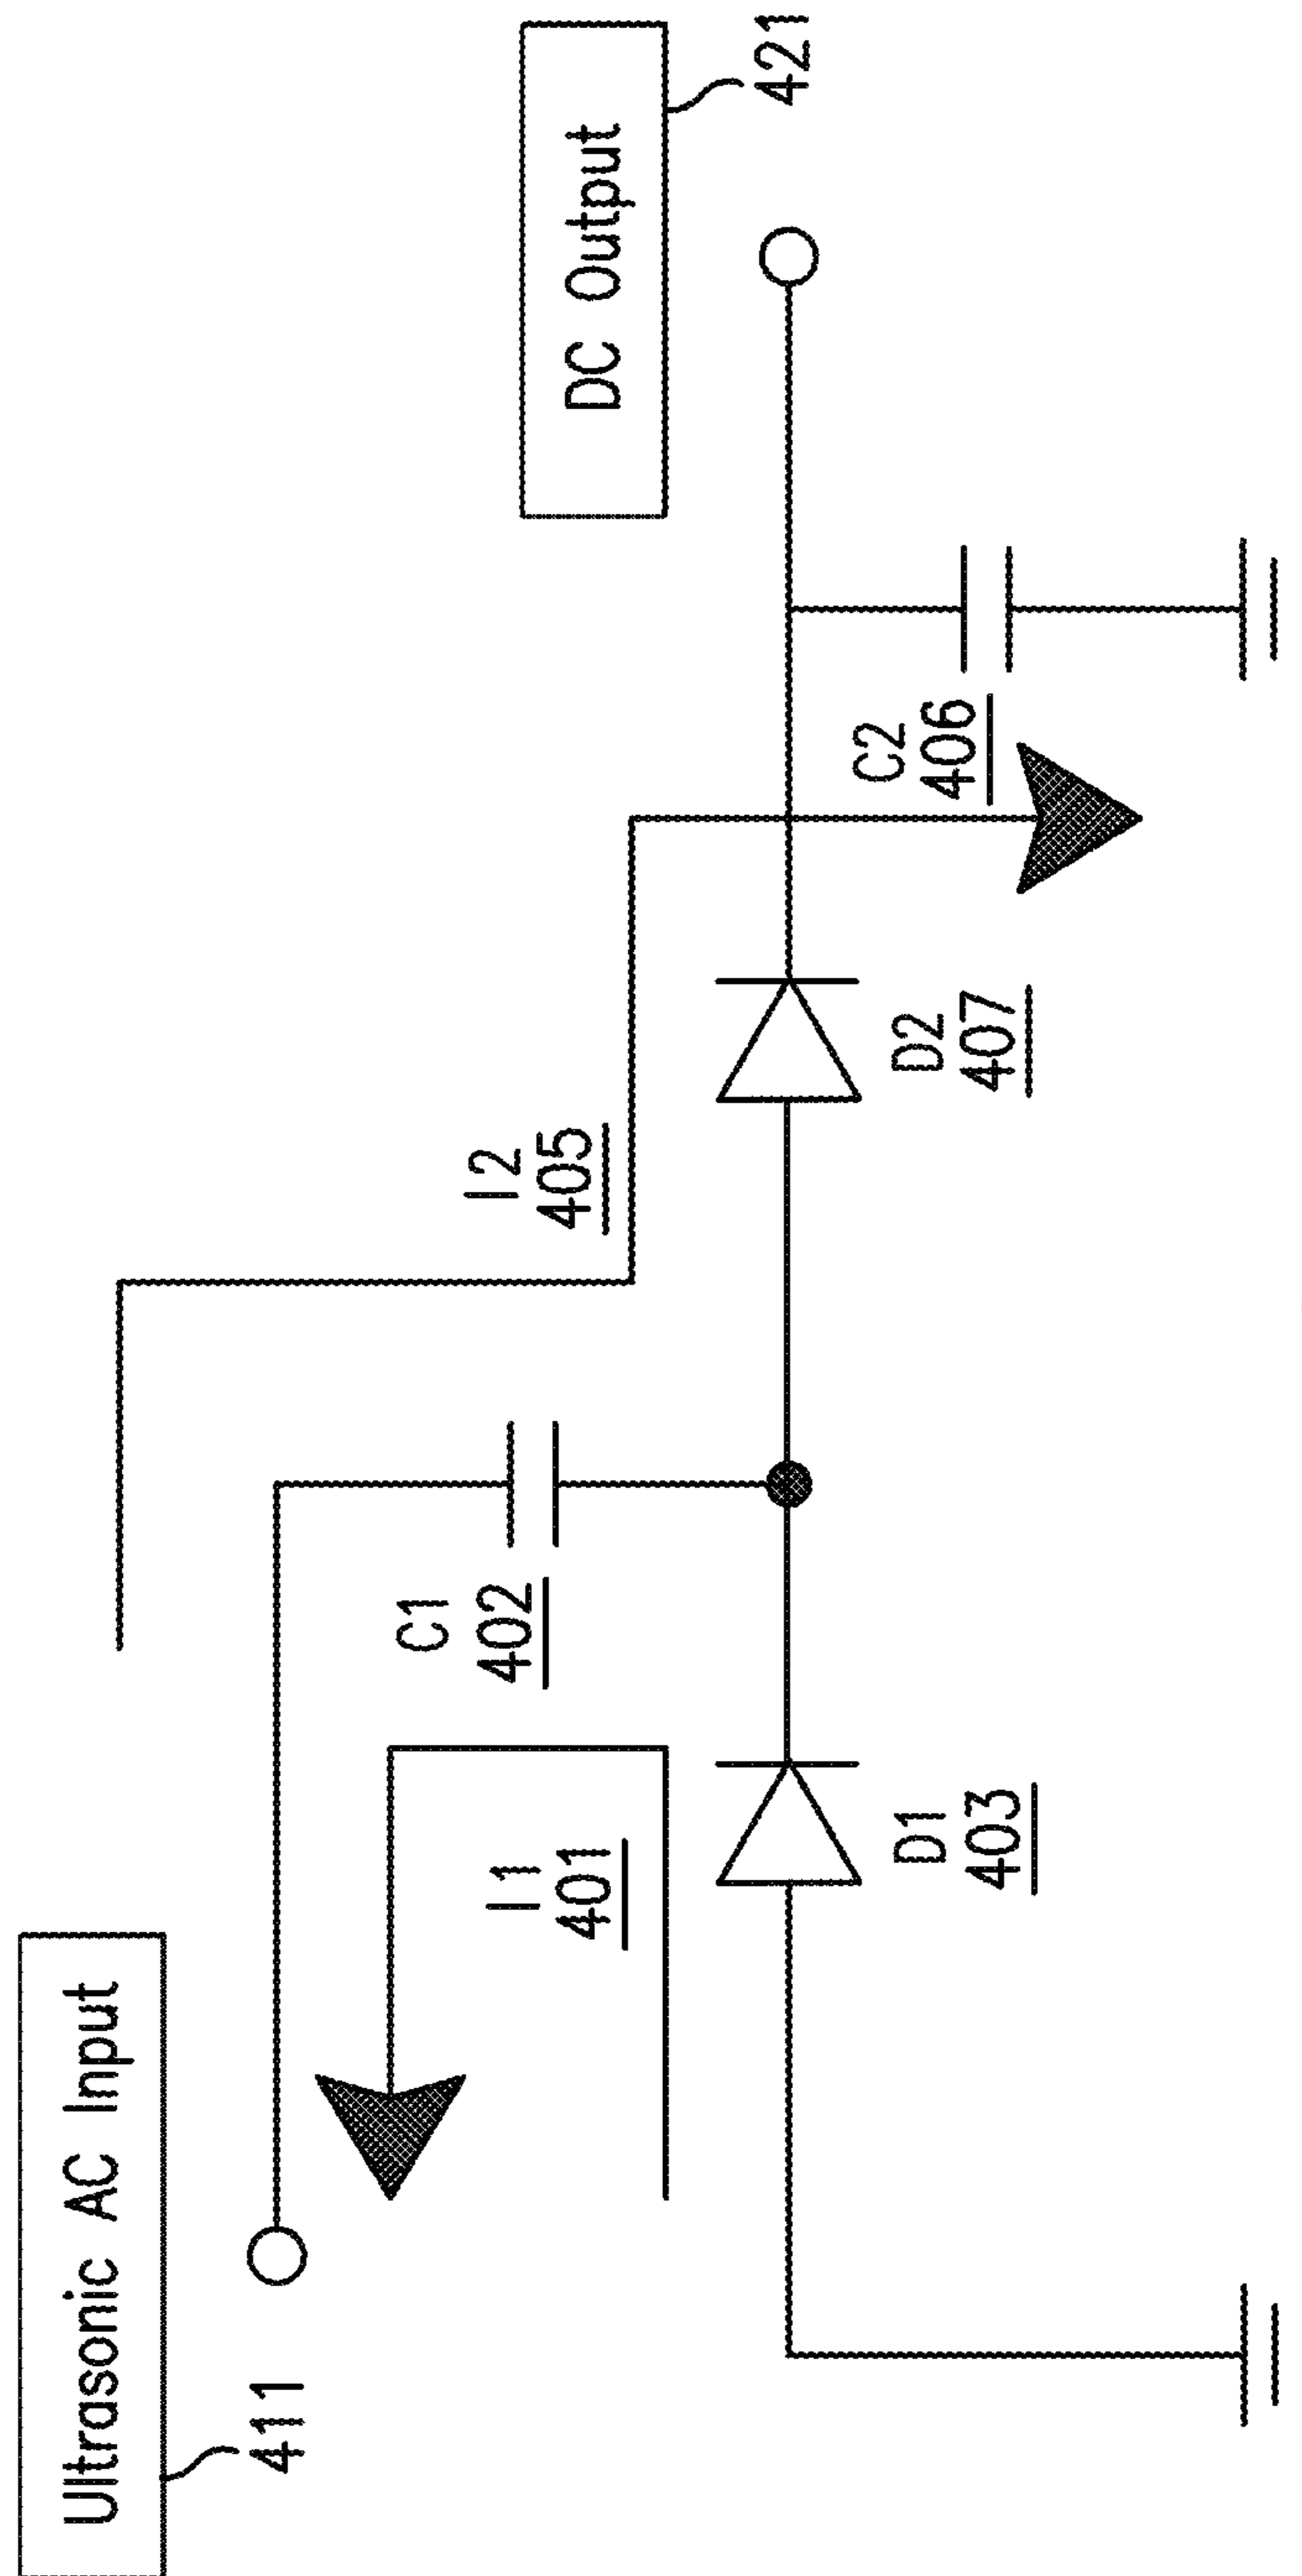 Ultrasonic AC Input
411
I1
401
C1
402
I2
405
DC Output
421
D1
403
D2
407
C2
406